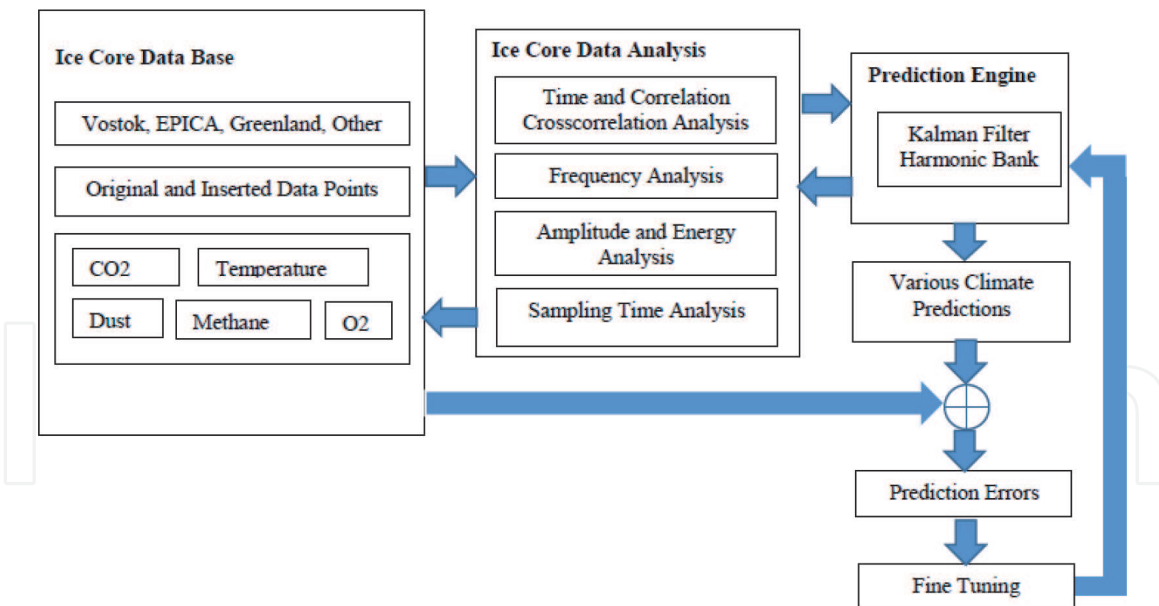 Ice Core Data Base
Vostok, EPICA, Greenland, Other
Original and Inserted Data Points
CO2
Temperature
Dust
Methane
O2
Ice Core Data Analysis
Time and Correlation
Crosscorrelation Analysis
Frequency Analysis
Amplitude and Energy
Analysis
Sampling Time Analysis
Prediction Engine
Kalman Filter
Harmonic Bank
Various Climate
Predictions
Prediction Errors
Fine Tuning